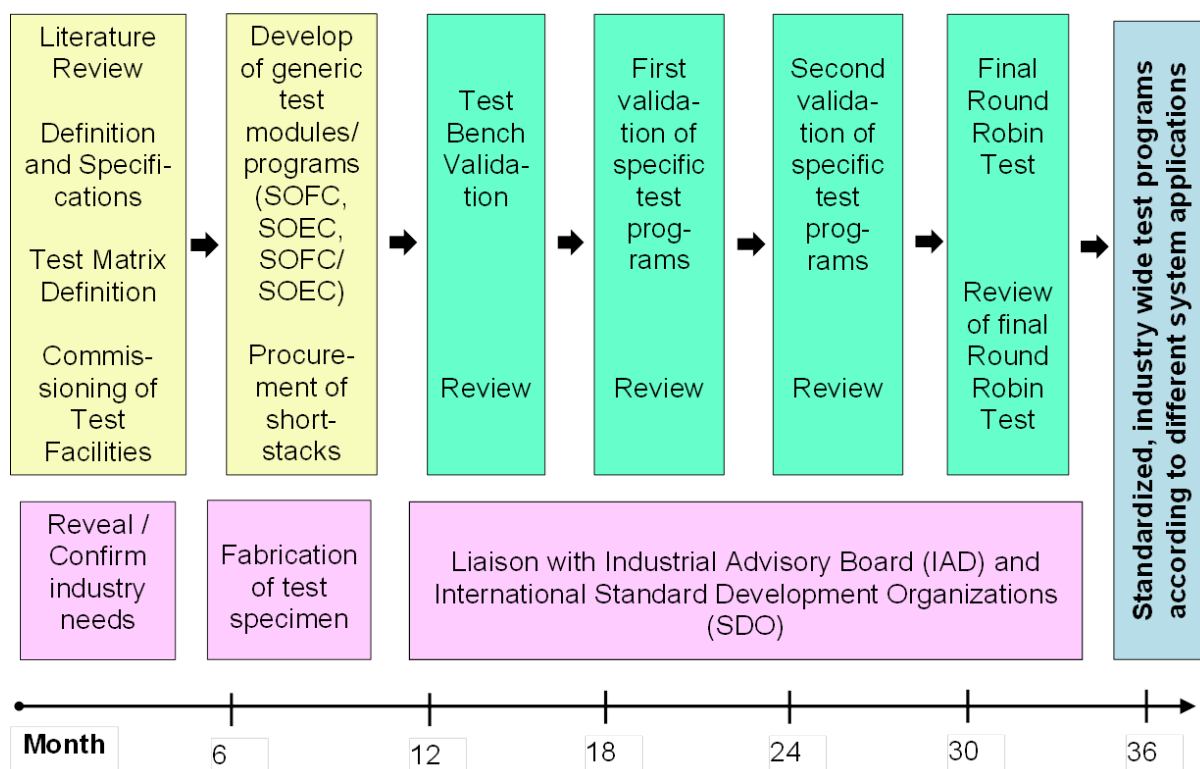 Literature
Review
Definition
and Specifi-
cations
Test Matrix
Definition
Commis-
sioning of
Test
Facilities
Develop
of generic
test
modules/
programs
(SOFC,
SOEC,
SOFC/
SOEC)
Procure-
ment of
short-
stacks
Test
Bench
Valida-
tion
Review
First
valida-
tion of
specific
test
prog-
rams
Review
Second
valida-
tion of
specific
test
prog-
rams
Review
Final
Round
Robin
Test
Review
of final
Round
Robin
Test
Standardized, industry wide test programs
according to different system applications
Reveal /
Confirm
industry
needs
Fabrication
of test
specimen
Liaison with Industrial Advisory Board (IAD) and
International Standard Development Organizations
(SDO)
Month
6
12
18
24
30
36